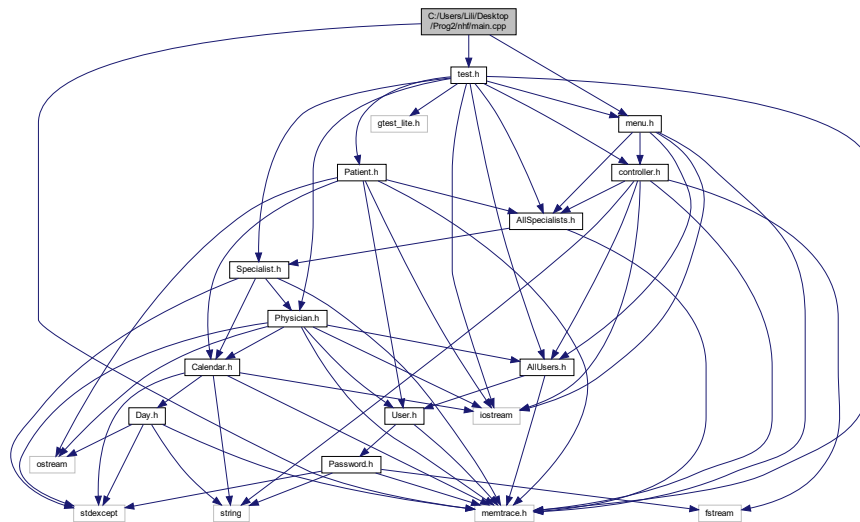 C:/Users/Lili/Desktop
/Prog2/nhf/main.cpp
test.h
gtest_lite.h
menu.h
Patient.h
controller.h
AllSpecialists.h
Specialist.h
Physician.h
Calendar.h
AllUsers.h
Day.h
User.h
iostream
ostream
Password.h
stdexcept
string
memtrace.h
fstream